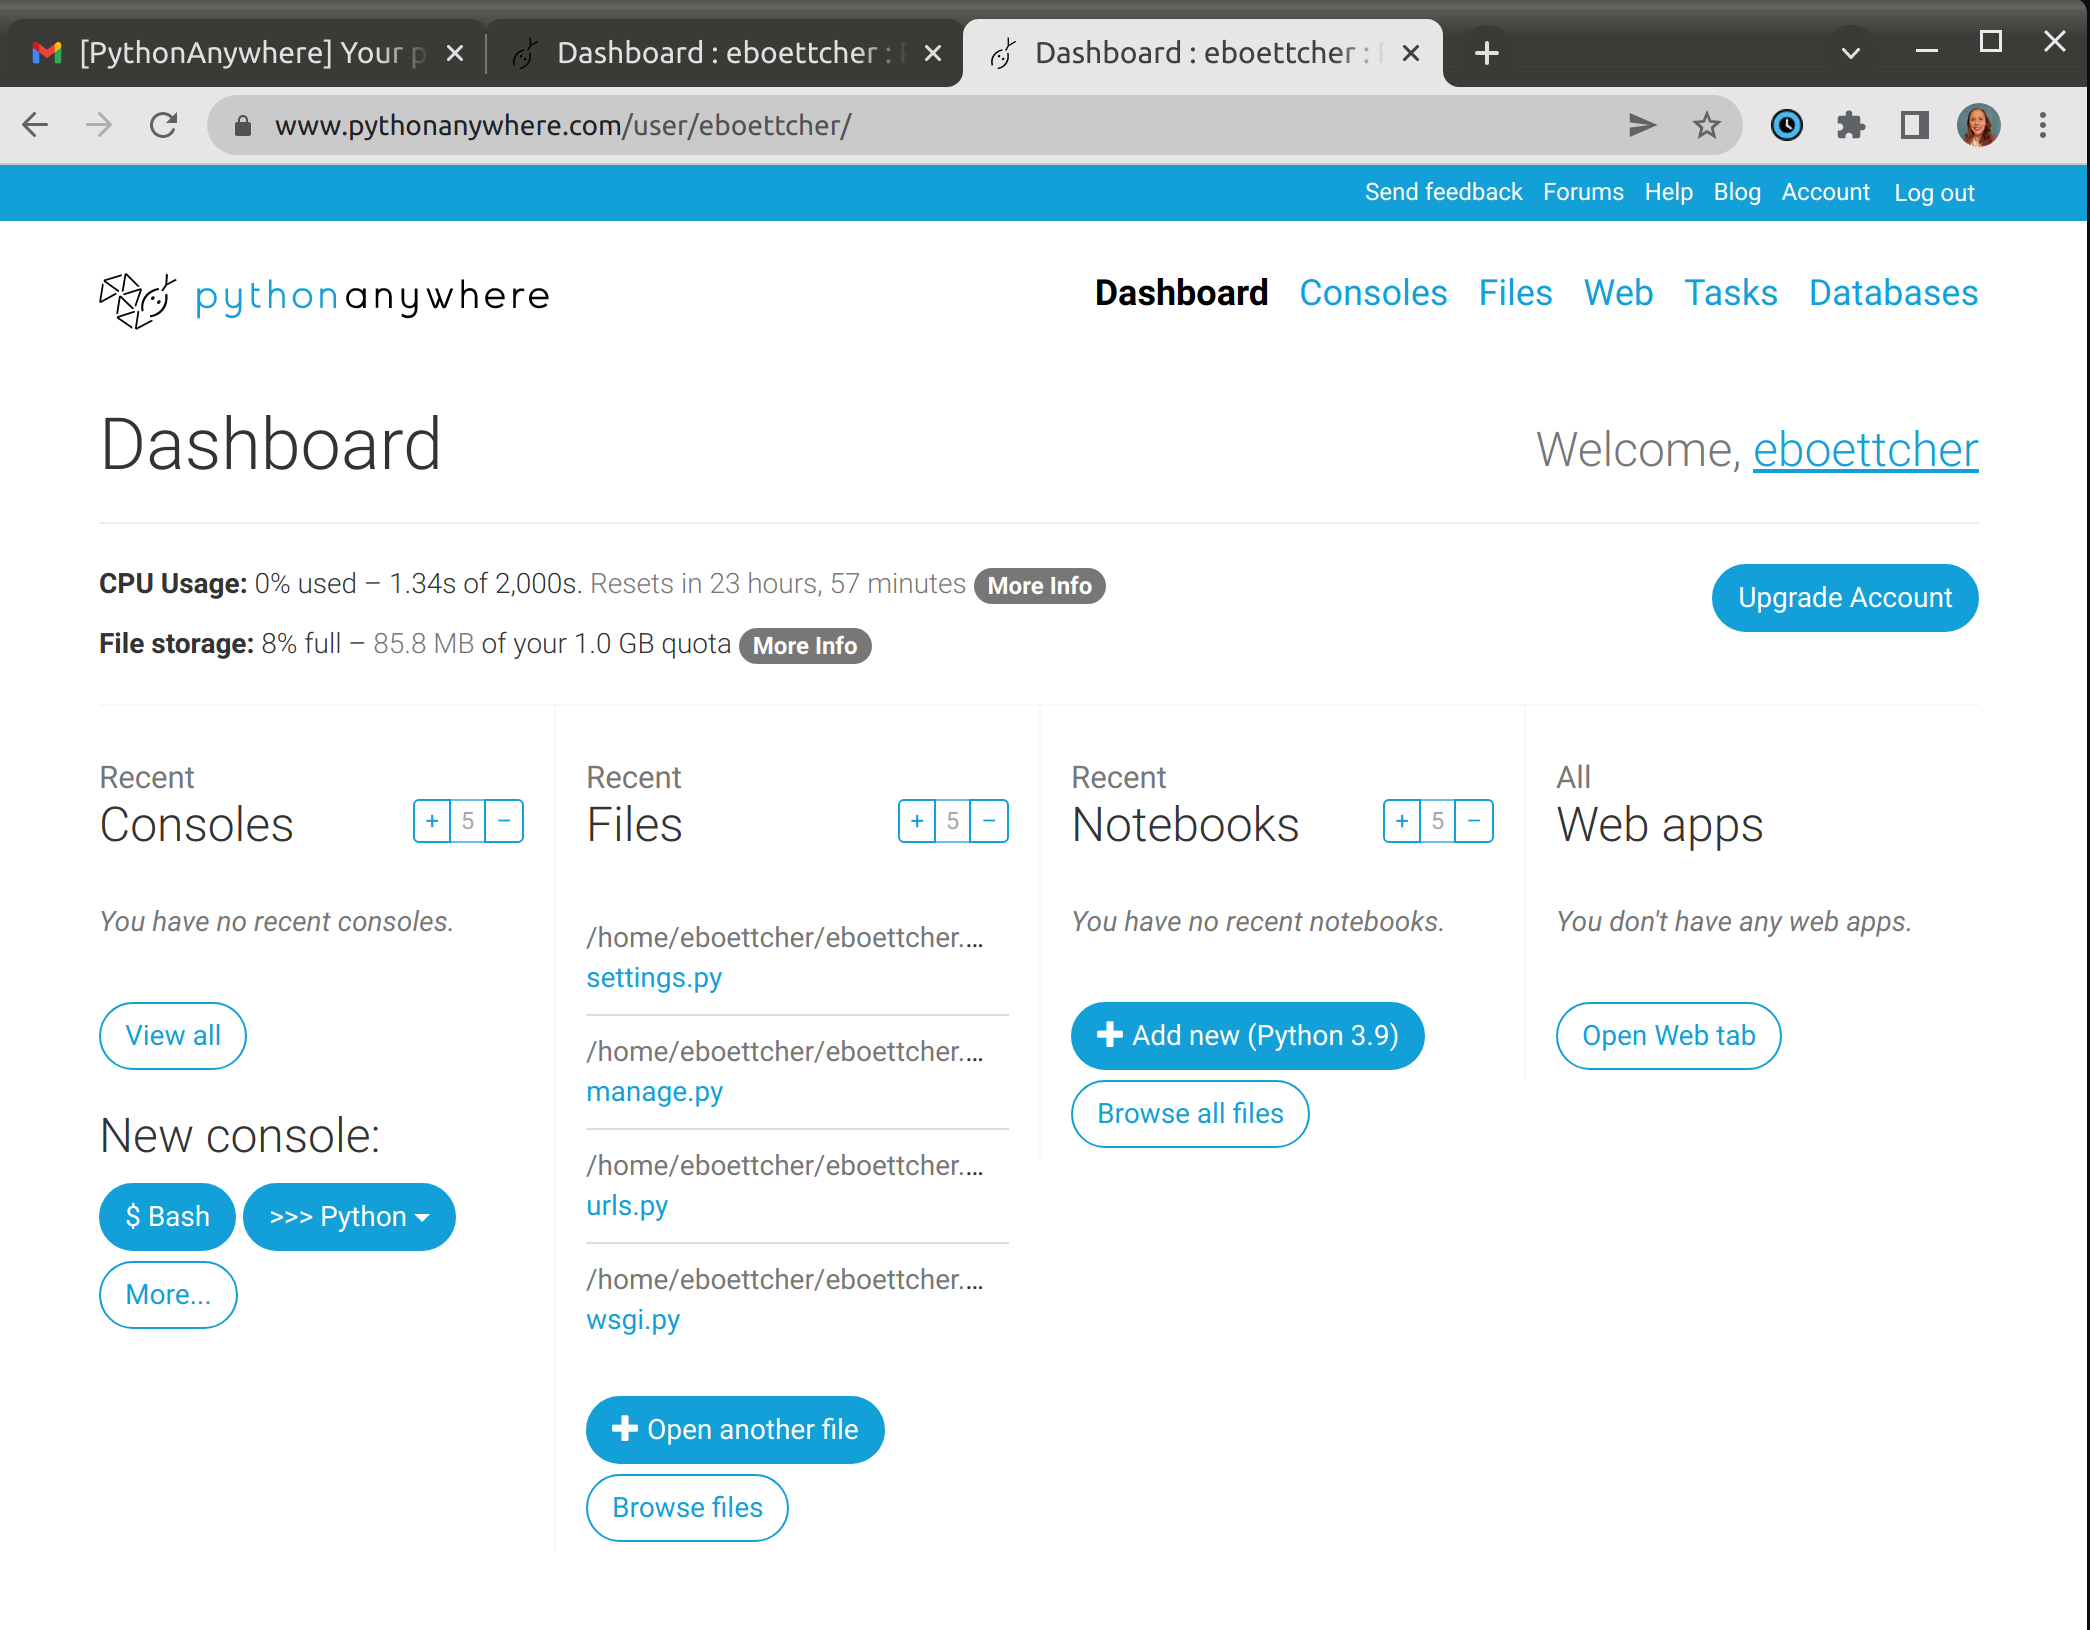 [PythonAnywhere] Your p
Dashboard : eboettcher :
Dashboard : eboettcher :
www.pythonanywhere.com/user/eboettcher/
Send feedback Forums Help Blog Account Log out
pythonanywhere
Dashboard Consoles Files Web Tasks Databases
Dashboard
Welcome, eboettcher
CPU Usage: 0% used – 1.34s of 2,000s. Resets in 23 hours, 57 minutes More Info
Upgrade Account
File storage: 8% full – 85.8 MB of your 1.0 GB quota More Info
Recent
Consoles
+ 5 −
You have no recent consoles.
View all
New console:
$ Bash
>>> Python
More...
Recent
Files
+ 5 −
/home/eboettcher/eboettcher....
settings.py
/home/eboettcher/eboettcher....
manage.py
/home/eboettcher/eboettcher....
urls.py
/home/eboettcher/eboettcher....
wsgi.py
Open another file
Browse files
Recent
Notebooks
+ 5 −
You have no recent notebooks.
Add new (Python 3.9)
Browse all files
All
Web apps
You don't have any web apps.
Open Web tab